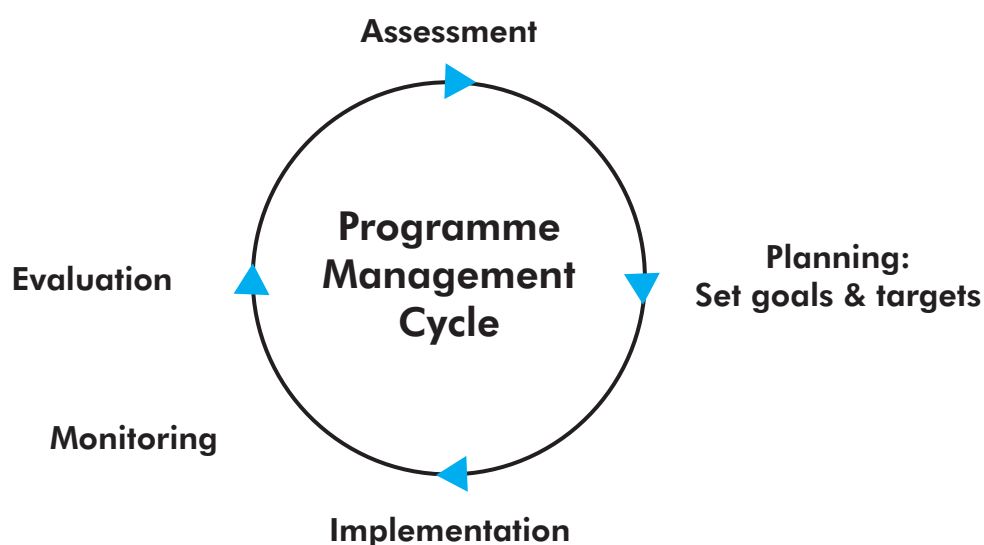 Assessment
Programme
Management
Cycle
Planning:
Set goals & targets
Evaluation
Monitoring
Implementation